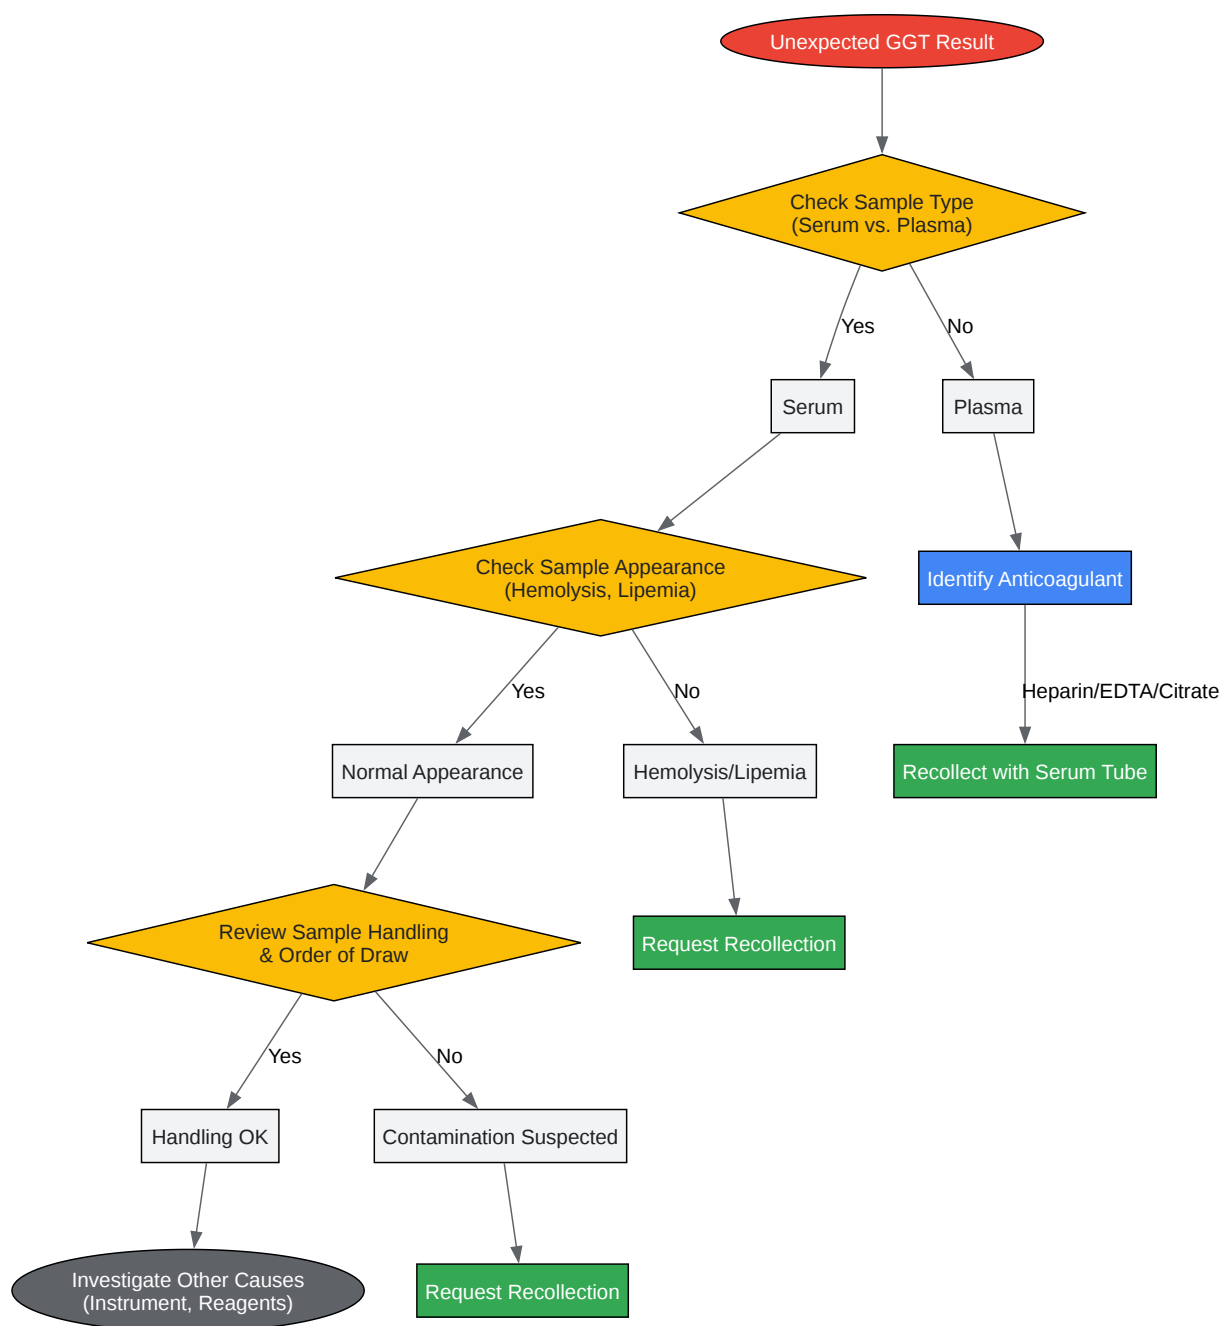 Unexpected GGT Result
Check Sample Type
(Serum vs. Plasma)
Yes
No
Serum
Plasma
Check Sample Appearance
(Hemolysis, Lipemia)
Identify Anticoagulant
Yes
No
Heparin/EDTA/Citrate
Normal Appearance
Hemolysis/Lipemia
Recollect with Serum Tube
Review Sample Handling
& Order of Draw
Request Recollection
Yes
No
Handling OK
Contamination Suspected
Investigate Other Causes
(Instrument, Reagents)
Request Recollection